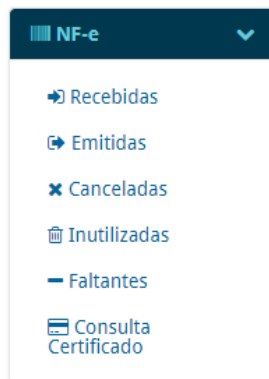 NF-e
Recebidas
Emitidas
Canceladas
Inutilizadas
Faltantes
Consulta
Certificado